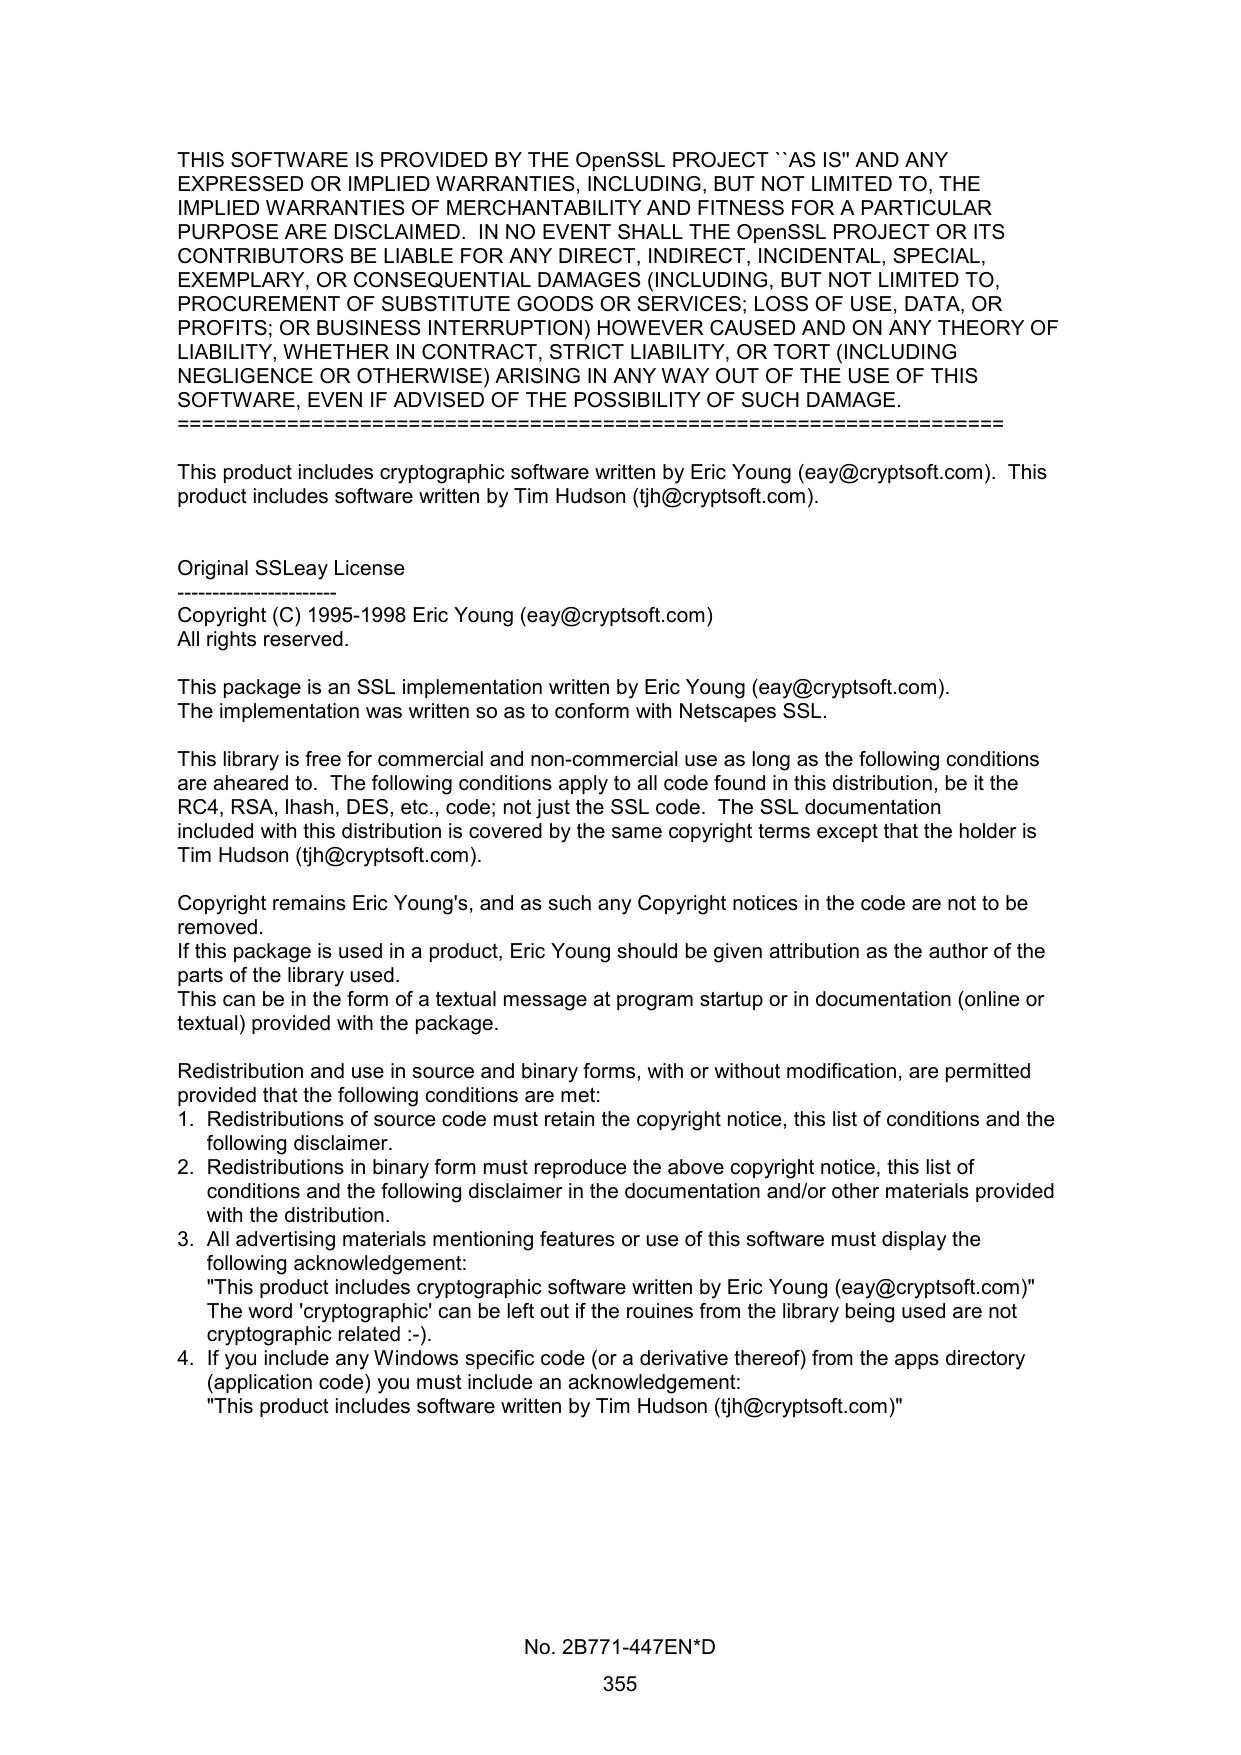 THIS SOFTWARE IS PROVIDED BY THE OpenSSL PROJECT ``AS IS'' AND ANY
EXPRESSED OR IMPLIED WARRANTIES, INCLUDING, BUT NOT LIMITED TO, THE
IMPLIED WARRANTIES OF MERCHANTABILITY AND FITNESS FOR A PARTICULAR
PURPOSE ARE DISCLAIMED.  IN NO EVENT SHALL THE OpenSSL PROJECT OR ITS
CONTRIBUTORS BE LIABLE FOR ANY DIRECT, INDIRECT, INCIDENTAL, SPECIAL,
EXEMPLARY, OR CONSEQUENTIAL DAMAGES (INCLUDING, BUT NOT LIMITED TO,
PROCUREMENT OF SUBSTITUTE GOODS OR SERVICES; LOSS OF USE, DATA, OR
PROFITS; OR BUSINESS INTERRUPTION) HOWEVER CAUSED AND ON ANY THEORY OF
LIABILITY, WHETHER IN CONTRACT, STRICT LIABILITY, OR TORT (INCLUDING
NEGLIGENCE OR OTHERWISE) ARISING IN ANY WAY OUT OF THE USE OF THIS
SOFTWARE, EVEN IF ADVISED OF THE POSSIBILITY OF SUCH DAMAGE.
====================================================================
This product includes cryptographic software written by Eric Young (eay@cryptsoft.com).  This
product includes software written by Tim Hudson (tjh@cryptsoft.com).
Original SSLeay License
-----------------------
Copyright (C) 1995-1998 Eric Young (eay@cryptsoft.com)
All rights reserved.
This package is an SSL implementation written by Eric Young (eay@cryptsoft.com).
The implementation was written so as to conform with Netscapes SSL.
This library is free for commercial and non-commercial use as long as the following conditions
are aheared to.  The following conditions apply to all code found in this distribution, be it the
RC4, RSA, lhash, DES, etc., code; not just the SSL code.  The SSL documentation
included with this distribution is covered by the same copyright terms except that the holder is
Tim Hudson (tjh@cryptsoft.com).
Copyright remains Eric Young's, and as such any Copyright notices in the code are not to be
removed.
If this package is used in a product, Eric Young should be given attribution as the author of the
parts of the library used.
This can be in the form of a textual message at program startup or in documentation (online or
textual) provided with the package.
Redistribution and use in source and binary forms, with or without modification, are permitted
provided that the following conditions are met:
1.  Redistributions of source code must retain the copyright notice, this list of conditions and the
following disclaimer.
2.  Redistributions in binary form must reproduce the above copyright notice, this list of
conditions and the following disclaimer in the documentation and/or other materials provided
with the distribution.
3.  All advertising materials mentioning features or use of this software must display the
following acknowledgement:
"This product includes cryptographic software written by Eric Young (eay@cryptsoft.com)"
The word 'cryptographic' can be left out if the rouines from the library being used are not
cryptographic related :-).
4.  If you include any Windows specific code (or a derivative thereof) from the apps directory
(application code) you must include an acknowledgement:
"This product includes software written by Tim Hudson (tjh@cryptsoft.com)"
No. 2B771-447EN*D
355